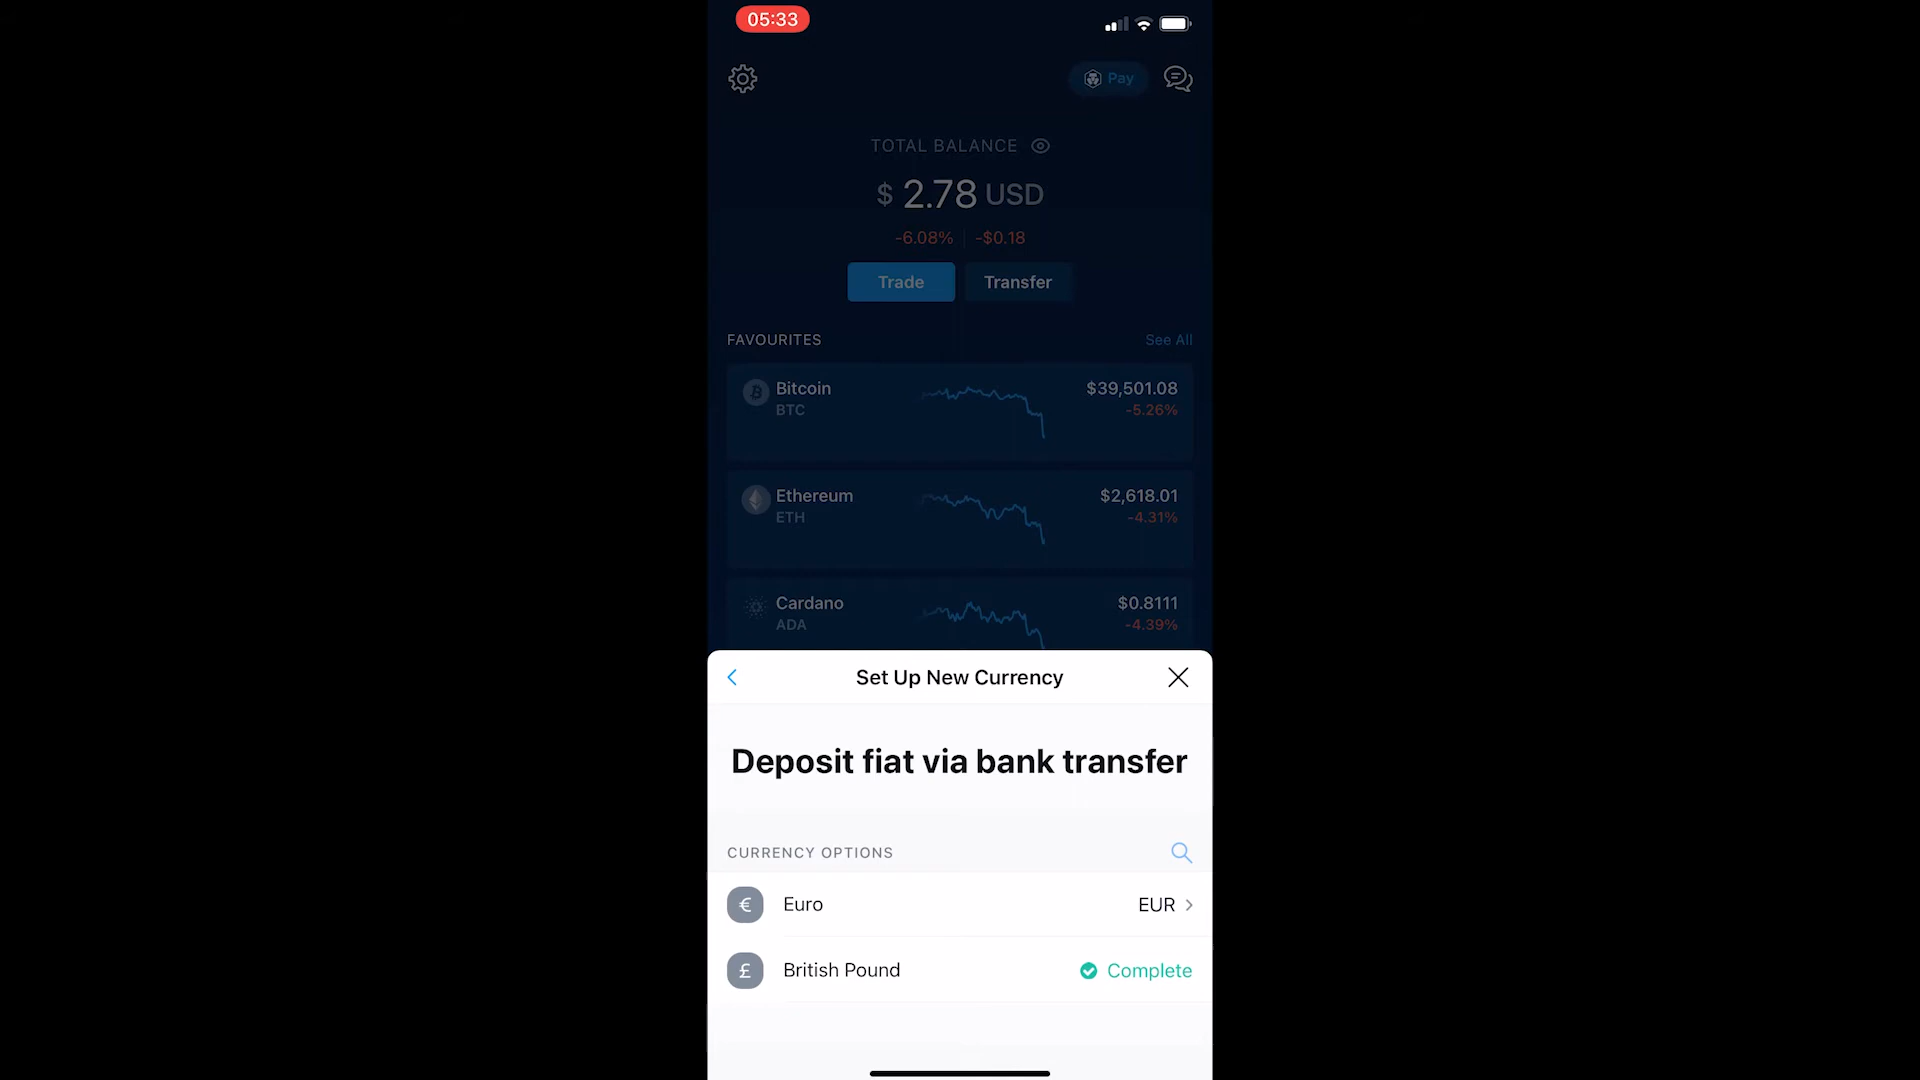 05:33
Pay
TOTAL BALANCE
$ 2.78 USD
-6.08% -$0.18
Trade Transfer
FAVOURITES See All
Bitcoin $39,501.08
BTC -5.26%
Ethereum $2,618.01
ETH -4.31%
Cardano $0.8111
ADA -4.39%
Set Up New Currency
Deposit fiat via bank transfer
CURRENCY OPTIONS
€ Euro EUR
£ British Pound Complete